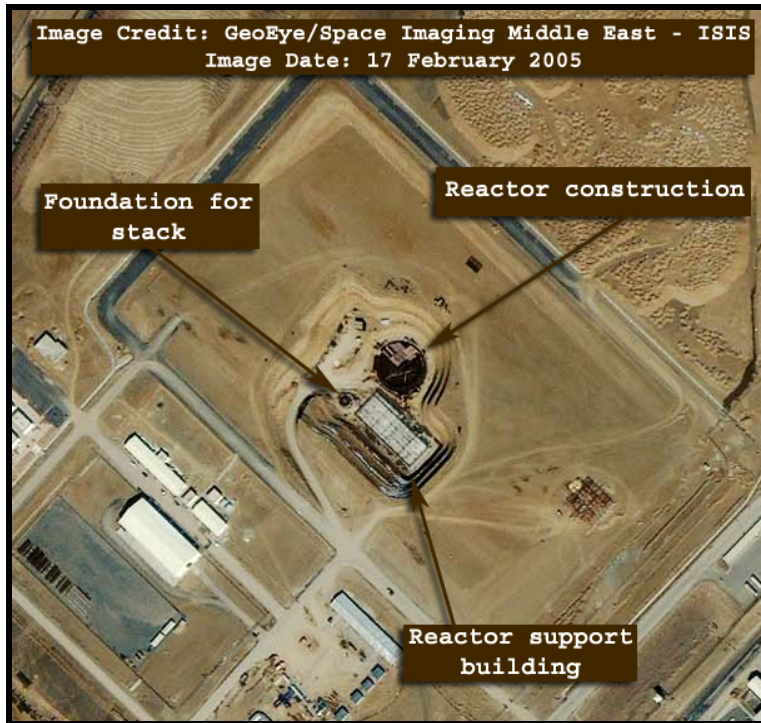 Image Credit: GeoEye/Space Imaging Middle East - ISIS
Image Date: 17 February 2005
Foundation for
stack
Reactor construction
Reactor support
building